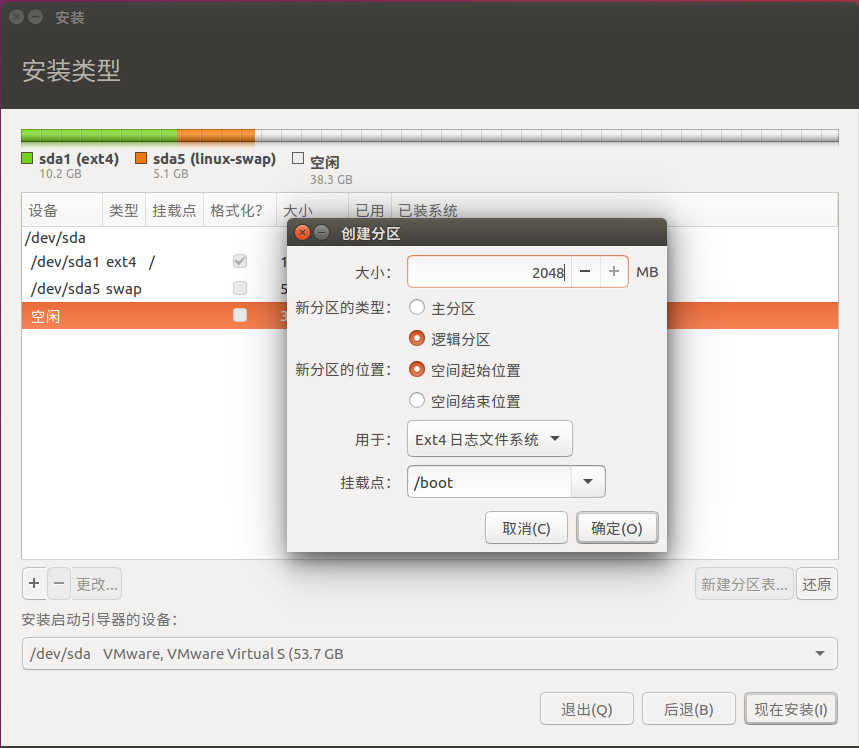 安装
安装类型
sda1 (ext4)
10.2 GB
sda5 (linux-swap)
5.1 GB
空闲
38.3 GB
设备 类型 挂载点 格式化? 大小 已用 已装系统
/dev/sda
/dev/sda1 ext4 / 1
/dev/sda5 swap 5
空闲 3
创建分区
大小: 2048 − + MB
新分区的类型: 主分区
逻辑分区
新分区的位置: 空间起始位置
空间结束位置
用于: Ext4 日志文件系统
挂载点: /boot
取消(C) 确定(O)
+ − 更改... 新建分区表... 还原
安装启动引导器的设备:
/dev/sda VMware, VMware Virtual S (53.7 GB
退出(Q) 后退(B) 现在安装(I)